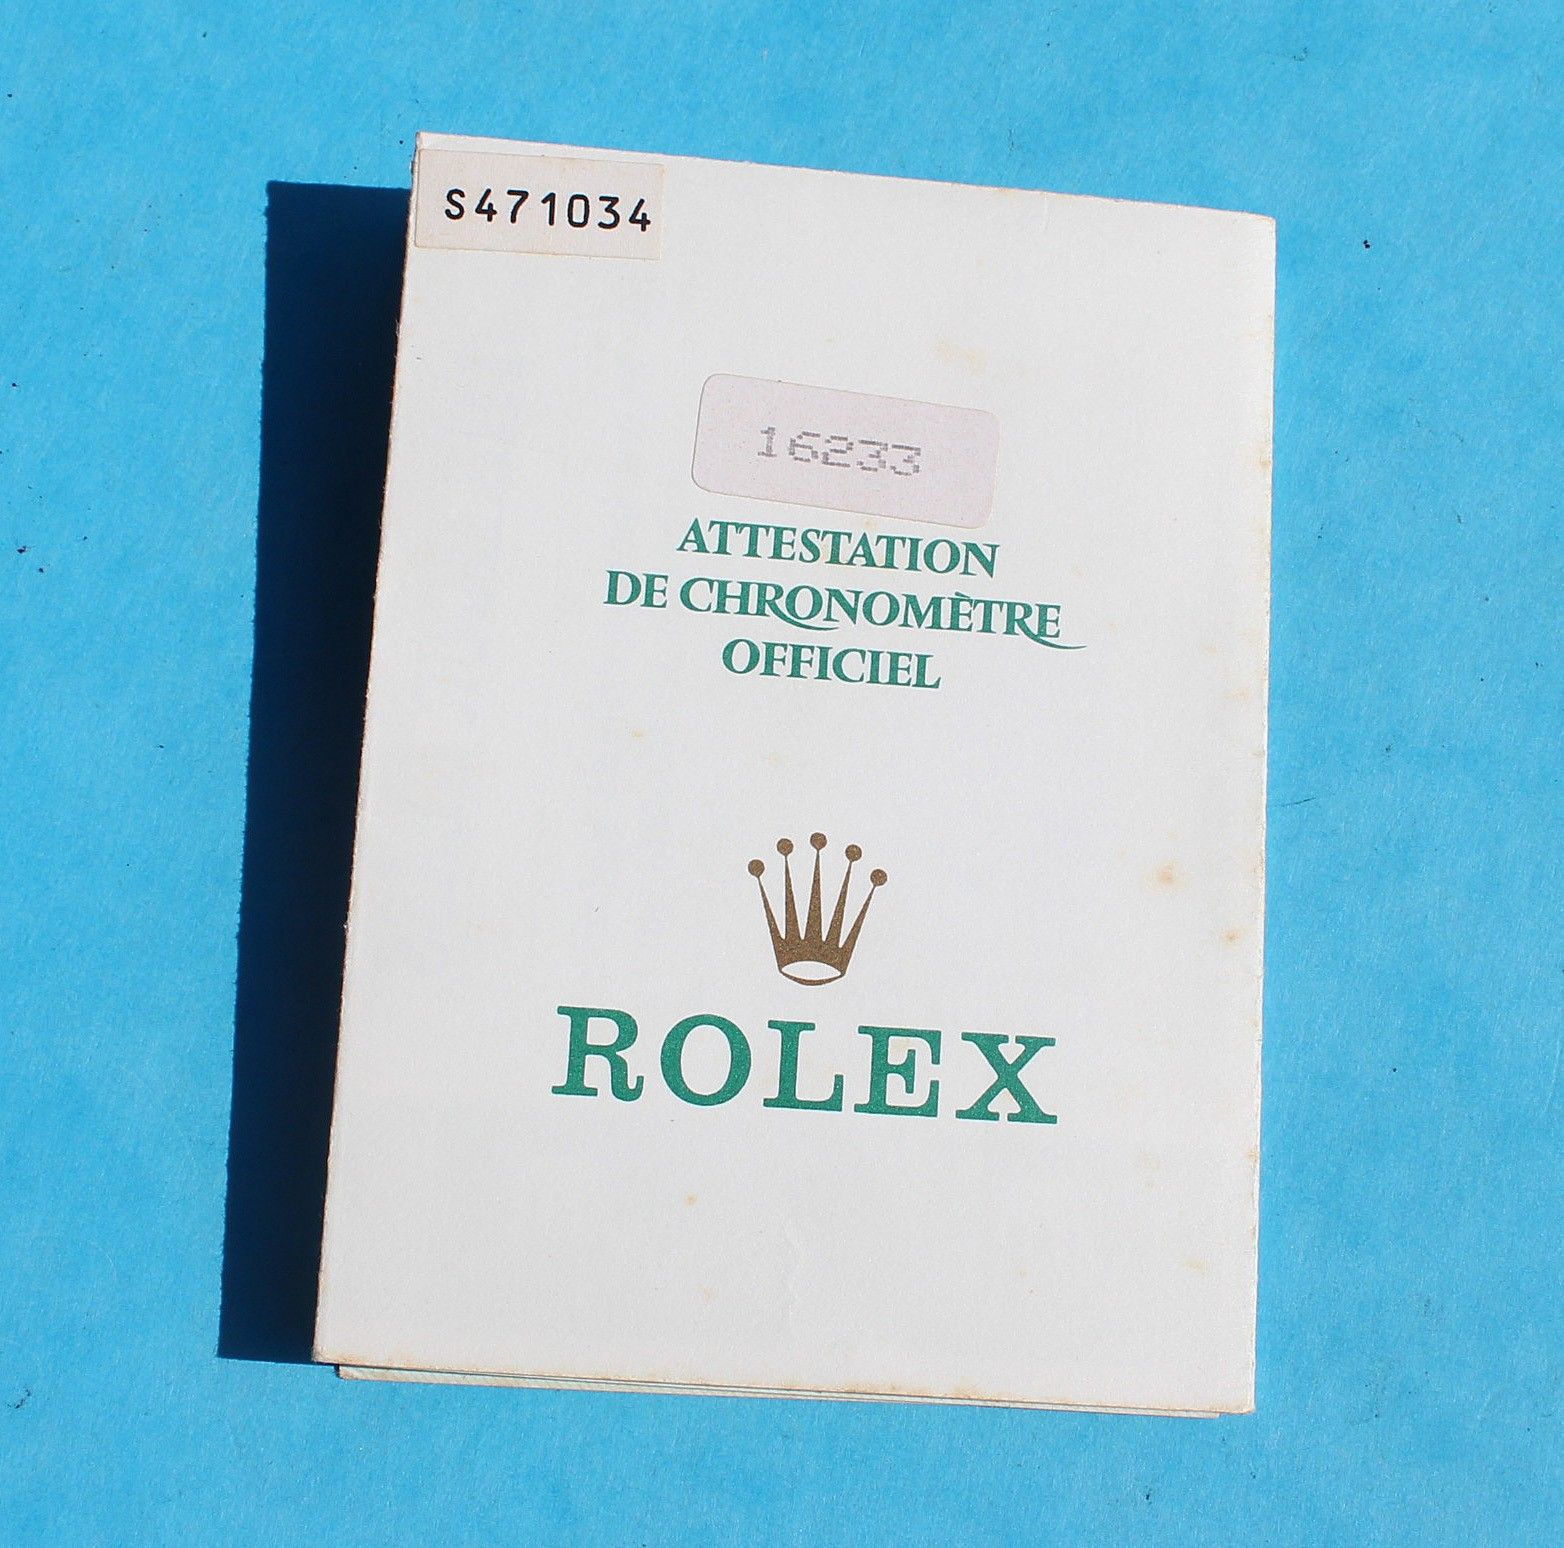 S471034
16233
ATTESTATION
DE CHRONOMÈTRE
OFFICIEL
ROLEX